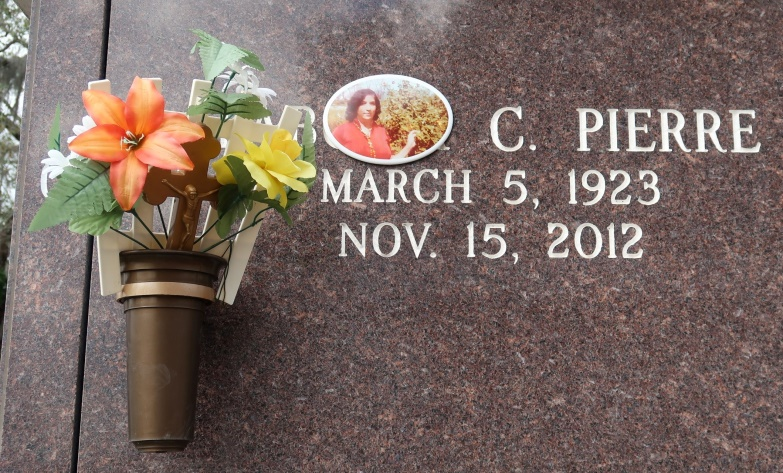 C. PIERRE
MARCH 5, 1923
NOV. 15, 2012